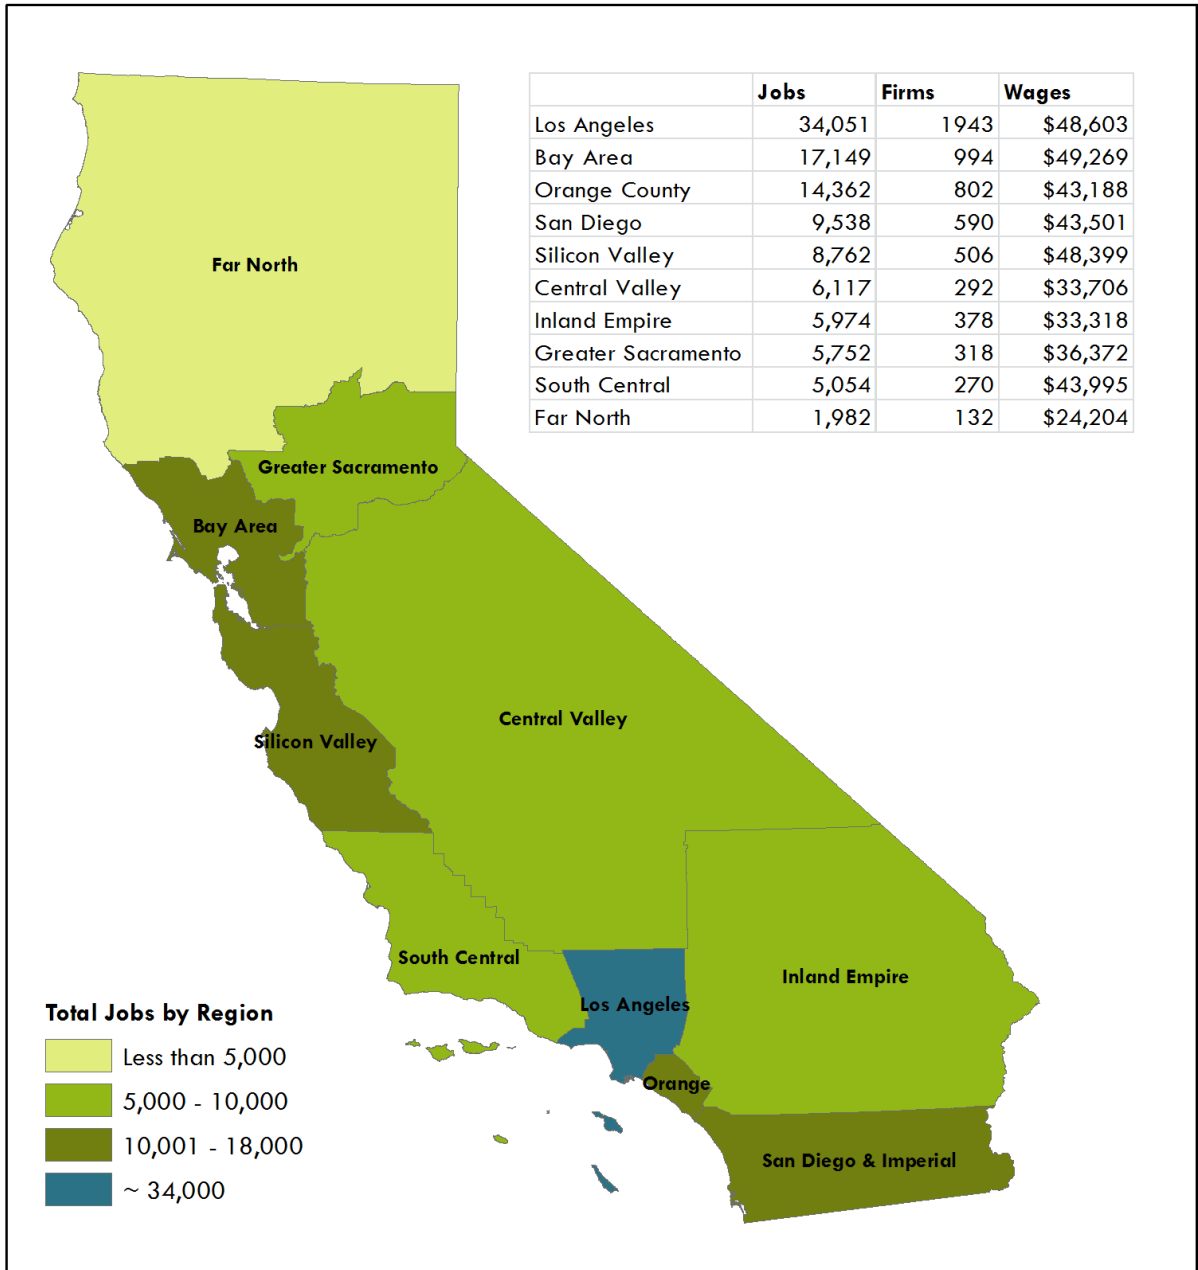 Jobs Firms Wages
Los Angeles 34,051 1943 $48,603
Bay Area 17,149 994 $49,269
Orange County 14,362 802 $43,188
San Diego 9,538 590 $43,501
Silicon Valley 8,762 506 $48,399
Central Valley 6,117 292 $33,706
Inland Empire 5,974 378 $33,318
Greater Sacramento 5,752 318 $36,372
South Central 5,054 270 $43,995
Far North 1,982 132 $24,204
Far North
Greater Sacramento
Bay Area
Central Valley
Silicon Valley
South Central
Inland Empire
Los Angeles
Orange
San Diego & Imperial
Total Jobs by Region
Less than 5,000
5,000 - 10,000
10,001 - 18,000
~ 34,000